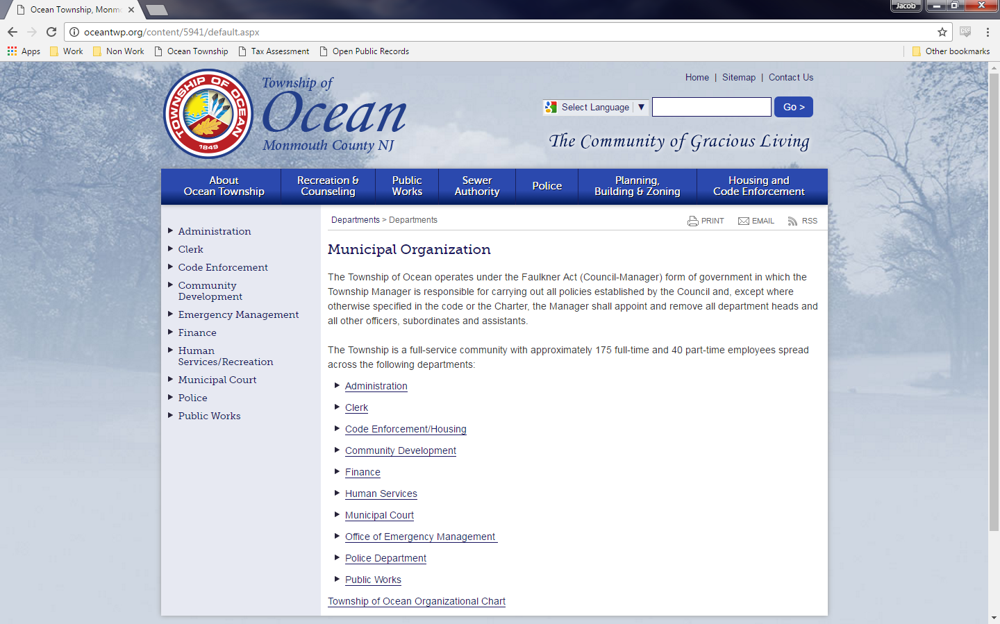 Ocean Township, Monm
Jacob
oceantwp.org/content/5941/default.aspx
Apps
Work
Non Work
Ocean Township
Tax Assessment
Open Public Records
Other bookmarks
TOWNSHIP OF OCEAN
1849
Township of
Ocean
Monmouth County NJ
Home | Sitemap | Contact Us
Select Language ▼
Go >
The Community of Gracious Living
About
Ocean Township
Recreation &
Counseling
Public
Works
Sewer
Authority
Police
Planning,
Building & Zoning
Housing and
Code Enforcement
Administration
Clerk
Code Enforcement
Community
Development
Emergency Management
Finance
Human
Services/Recreation
Municipal Court
Police
Public Works
Departments > Departments
PRINT
EMAIL
RSS
Municipal Organization
The Township of Ocean operates under the Faulkner Act (Council-Manager) form of government in which the
Township Manager is responsible for carrying out all policies established by the Council and, except where
otherwise specified in the code or the Charter, the Manager shall appoint and remove all department heads and
all other officers, subordinates and assistants.
The Township is a full-service community with approximately 175 full-time and 40 part-time employees spread
across the following departments:
Administration
Clerk
Code Enforcement/Housing
Community Development
Finance
Human Services
Municipal Court
Office of Emergency Management
Police Department
Public Works
Township of Ocean Organizational Chart